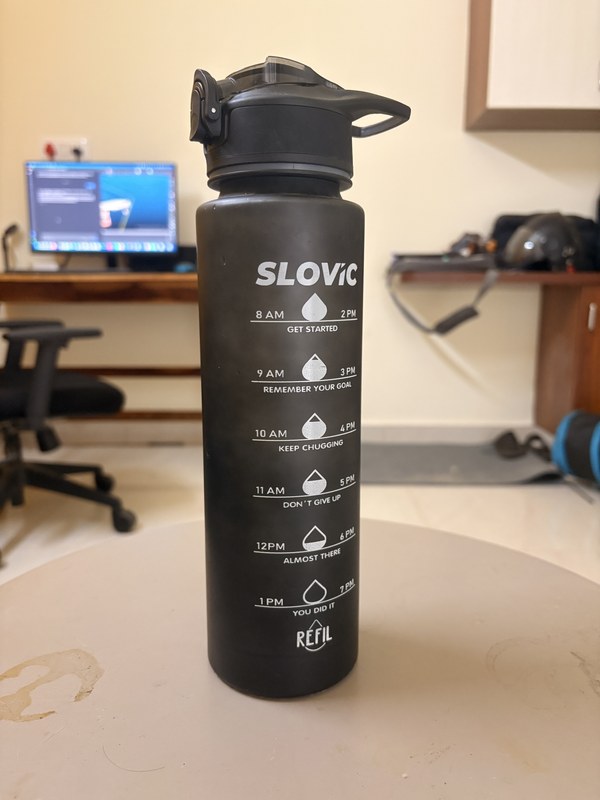 SLOVIC
8 AM 2 PM
GET STARTED
9 AM 3 PM
REMEMBER YOUR GOAL
10 AM 4 PM
KEEP CHUGGING
11 AM 5 PM
DON'T GIVE UP
12PM 6 PM
ALMOST THERE
1 PM 7 PM
YOU DID IT
REFIL